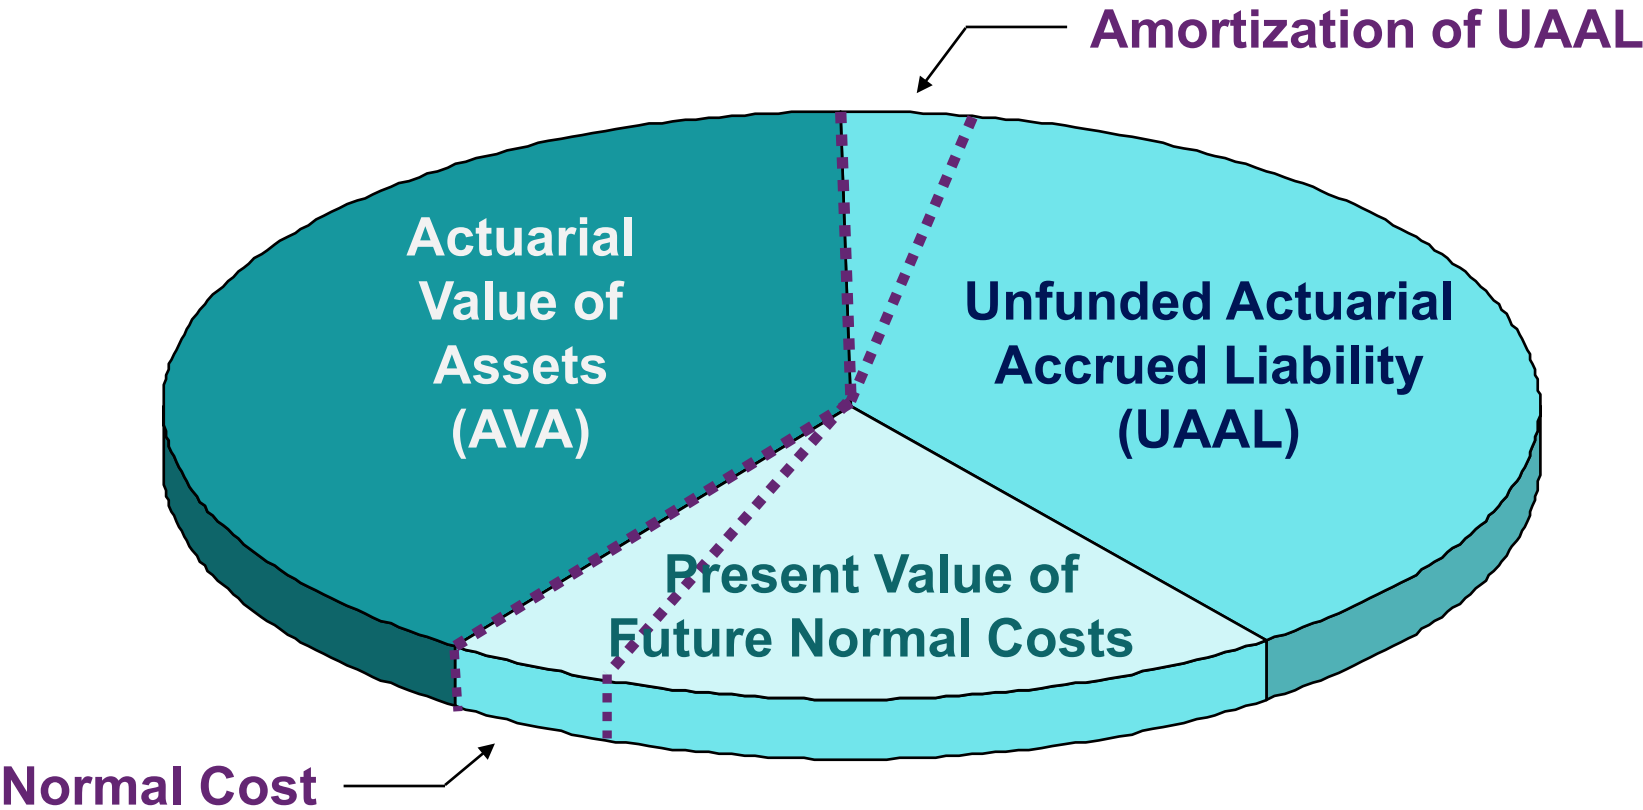 Amortization of UAAL
Actuarial
Value of
Assets
(AVA)
Unfunded Actuarial
Accrued Liability
(UAAL)
Present Value of
Future Normal Costs
Normal Cost